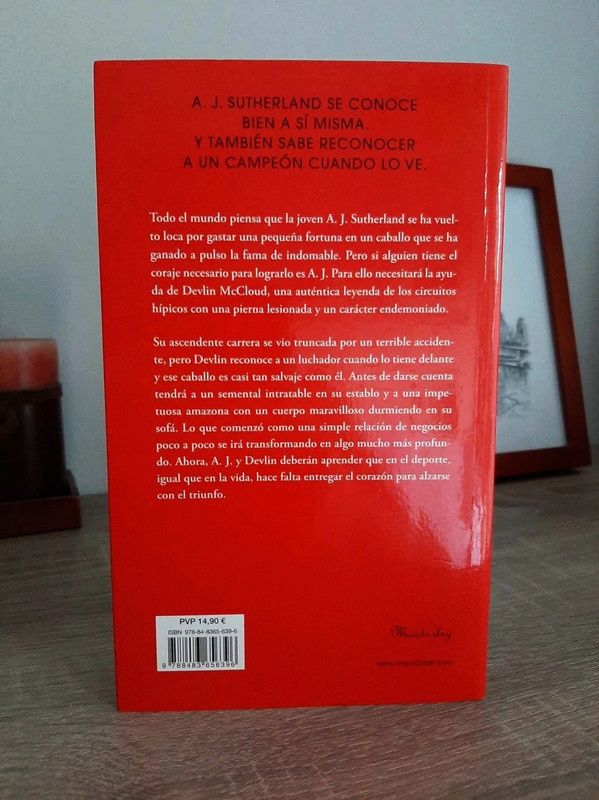 A. J. SUTHERLAND SE CONOCE
BIEN A SÍ MISMA.
Y TAMBIÉN SABE RECONOCER
A UN CAMPEÓN CUANDO LO VE.
Todo el mundo piensa que la joven A. J. Sutherland se ha vuel-
to loca por gastar una pequeña fortuna en un caballo que se ha
ganado a pulso la fama de indomable. Pero si alguien tiene el
coraje necesario para lograrlo es A. J. Para ello necesitará la ayu-
da de Devlin McCloud, una auténtica leyenda de los circuitos
hípicos con una pierna lesionada y un carácter endemoniado.
Su ascendente carrera se vio truncada por un terrible acciden-
te, pero Devlin reconoce a un luchador cuando lo tiene delante
y ese caballo es casi tan salvaje como él. Antes de darse cuenta
tendrá a un semental intratable en su establo y a una impe-
tuosa amazona con un cuerpo maravilloso durmiendo en su
sofá. Lo que comenzó como una simple relación de negocios
poco a poco se irá transformando en algo mucho más profun-
do. Ahora, A. J. y Devlin deberán aprender que en el deporte,
igual que en la vida, hace falta entregar el corazón para alzarse
con el triunfo.
PVP 14,90 €
ISBN 978-84-8365-639-6
9 788483 656396
Manderley